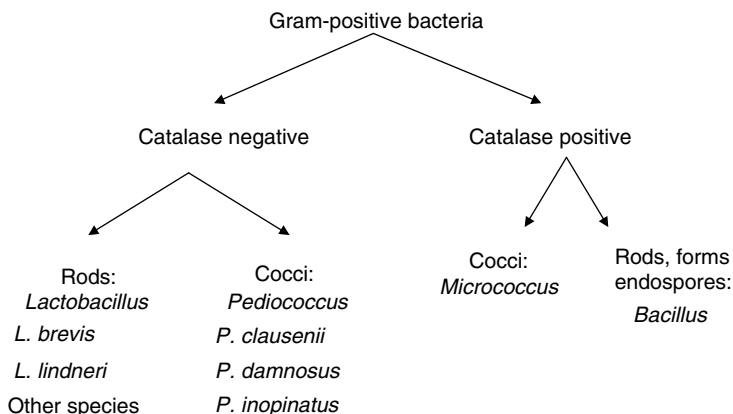 Gram-positive bacteria
Catalase negative
Catalase positive
Rods:
Lactobacillus
L. brevis
L. lindneri
Other species
Cocci:
Pediococcus
P. clausenii
P. damnosus
P. inopinatus
Cocci:
Micrococcus
Rods, forms
endospores:
Bacillus